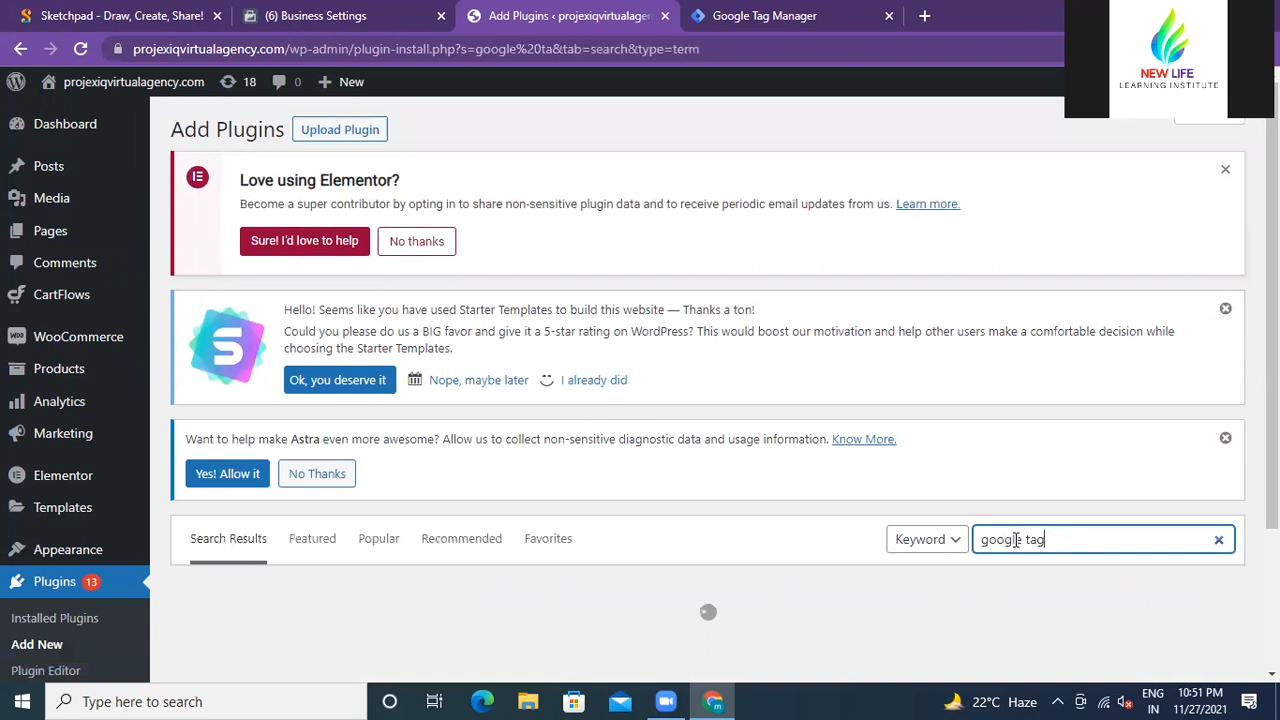 Sketchpad - Draw, Create, Share!
(6) Business Settings
Add Plugins ‹ projexiqvirtualagen
Google Tag Manager
projexiqvirtualagency.com/wp-admin/plugin-install.php?s=google%20ta&tab=search&type=term
NEW LIFE
LEARNING INSTITUTE
projexiqvirtualagency.com
18
0
New
Dashboard
Posts
Media
Pages
Comments
CartFlows
WooCommerce
Products
Analytics
Marketing
Elementor
Templates
Appearance
Plugins 13
Installed Plugins
Add New
Plugin Editor
Add Plugins
Upload Plugin
Love using Elementor?
Become a super contributor by opting in to share non-sensitive plugin data and to receive periodic email updates from us. Learn more.
Sure! I'd love to help
No thanks
Hello! Seems like you have used Starter Templates to build this website — Thanks a ton!
Could you please do us a BIG favor and give it a 5-star rating on WordPress? This would boost our motivation and help other users make a comfortable decision while
choosing the Starter Templates.
Ok, you deserve it
Nope, maybe later
I already did
Want to help make Astra even more awesome? Allow us to collect non-sensitive diagnostic data and usage information. Know More.
Yes! Allow it
No Thanks
Search Results
Featured
Popular
Recommended
Favorites
Keyword
google tag
Type here to search
22°C Haze
ENG
IN
10:51 PM
11/27/2021